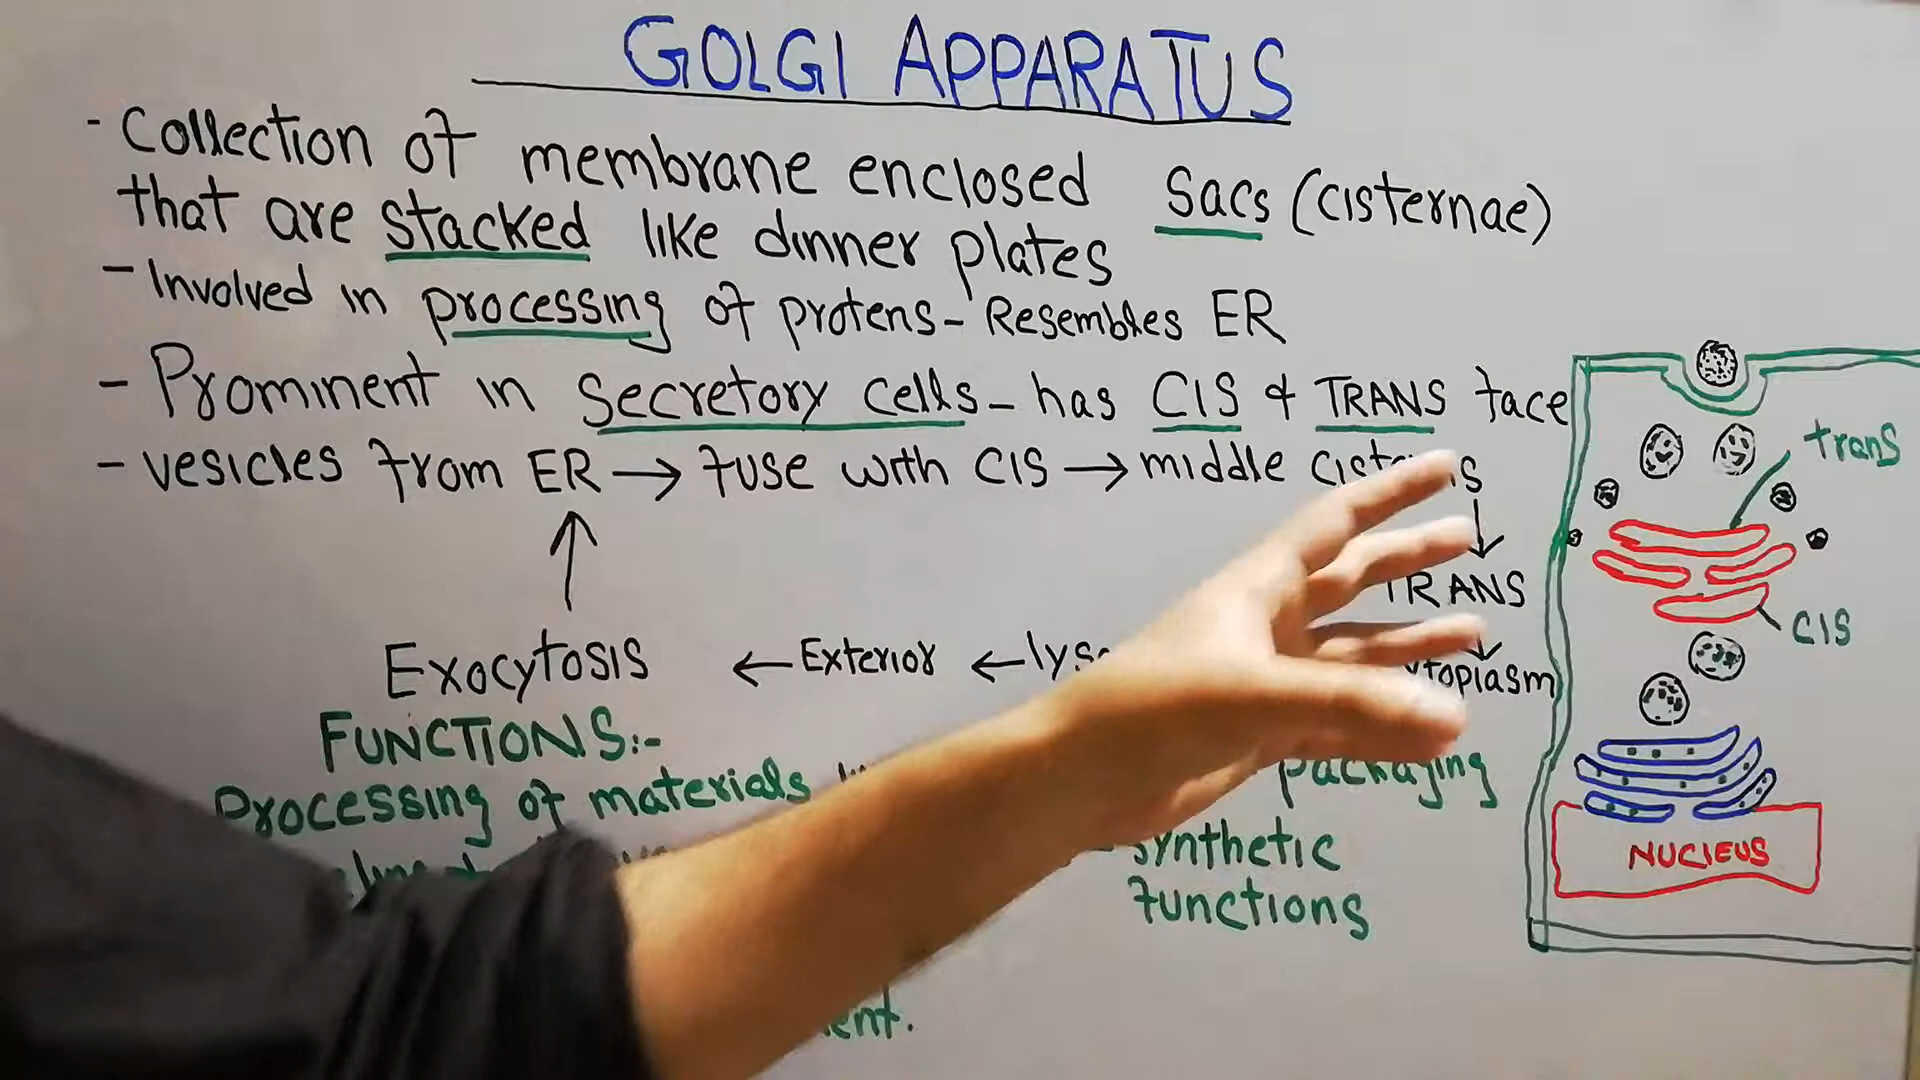 GOLGI APPARATUS
- Collection of membrane enclosed Sacs (cisternae)
that are stacked like dinner plates
- Involved in processing of protens - Resembles ER
- Prominent in secretory cells - has CIS & TRANS face
- vesicles from ER → fuse with CIS → middle
↓
TRANS
↑
↓
Exocytosis ← Exterior ←
FUNCTIONS:-
Processing of materials
packaging
synthetic
functions
trans
CIS
NUCLEUS